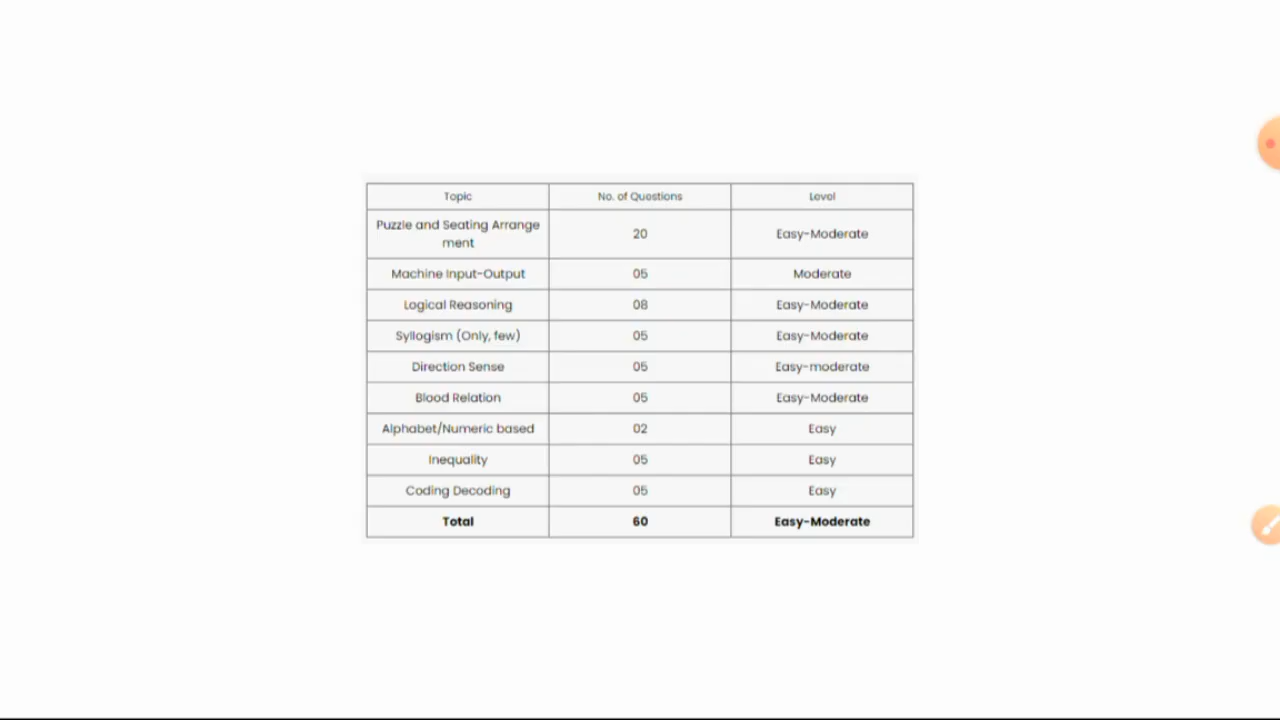 Topic No. of Questions Level
Puzzle and Seating Arrange
ment 20 Easy-Moderate
Machine Input-Output 05 Moderate
Logical Reasoning 08 Easy-Moderate
Syllogism (Only, few) 05 Easy-Moderate
Direction Sense 05 Easy-moderate
Blood Relation 05 Easy-Moderate
Alphabet/Numeric based 02 Easy
Inequality 05 Easy
Coding Decoding 05 Easy
Total 60 Easy-Moderate